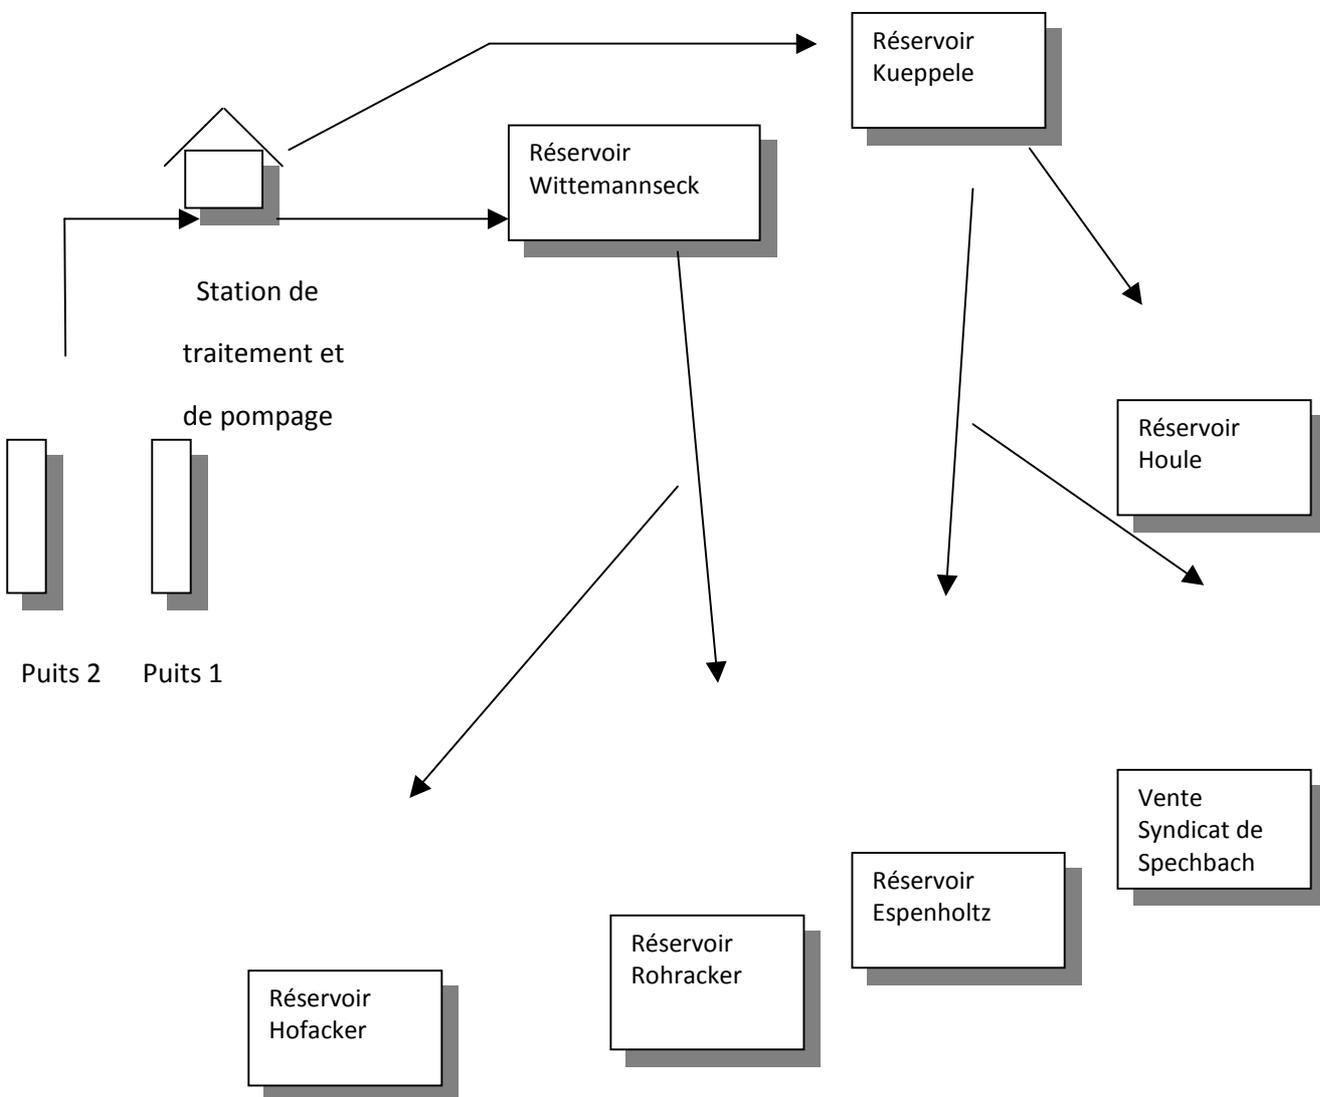 Réservoir
Kueppele
Réservoir
Wittemannseck
Station de
traitement et
de pompage
Réservoir
Houle
Puits 2
Puits 1
Vente
Syndicat de
Spechbach
Réservoir
Espenholtz
Réservoir
Rohracker
Réservoir
Hofacker